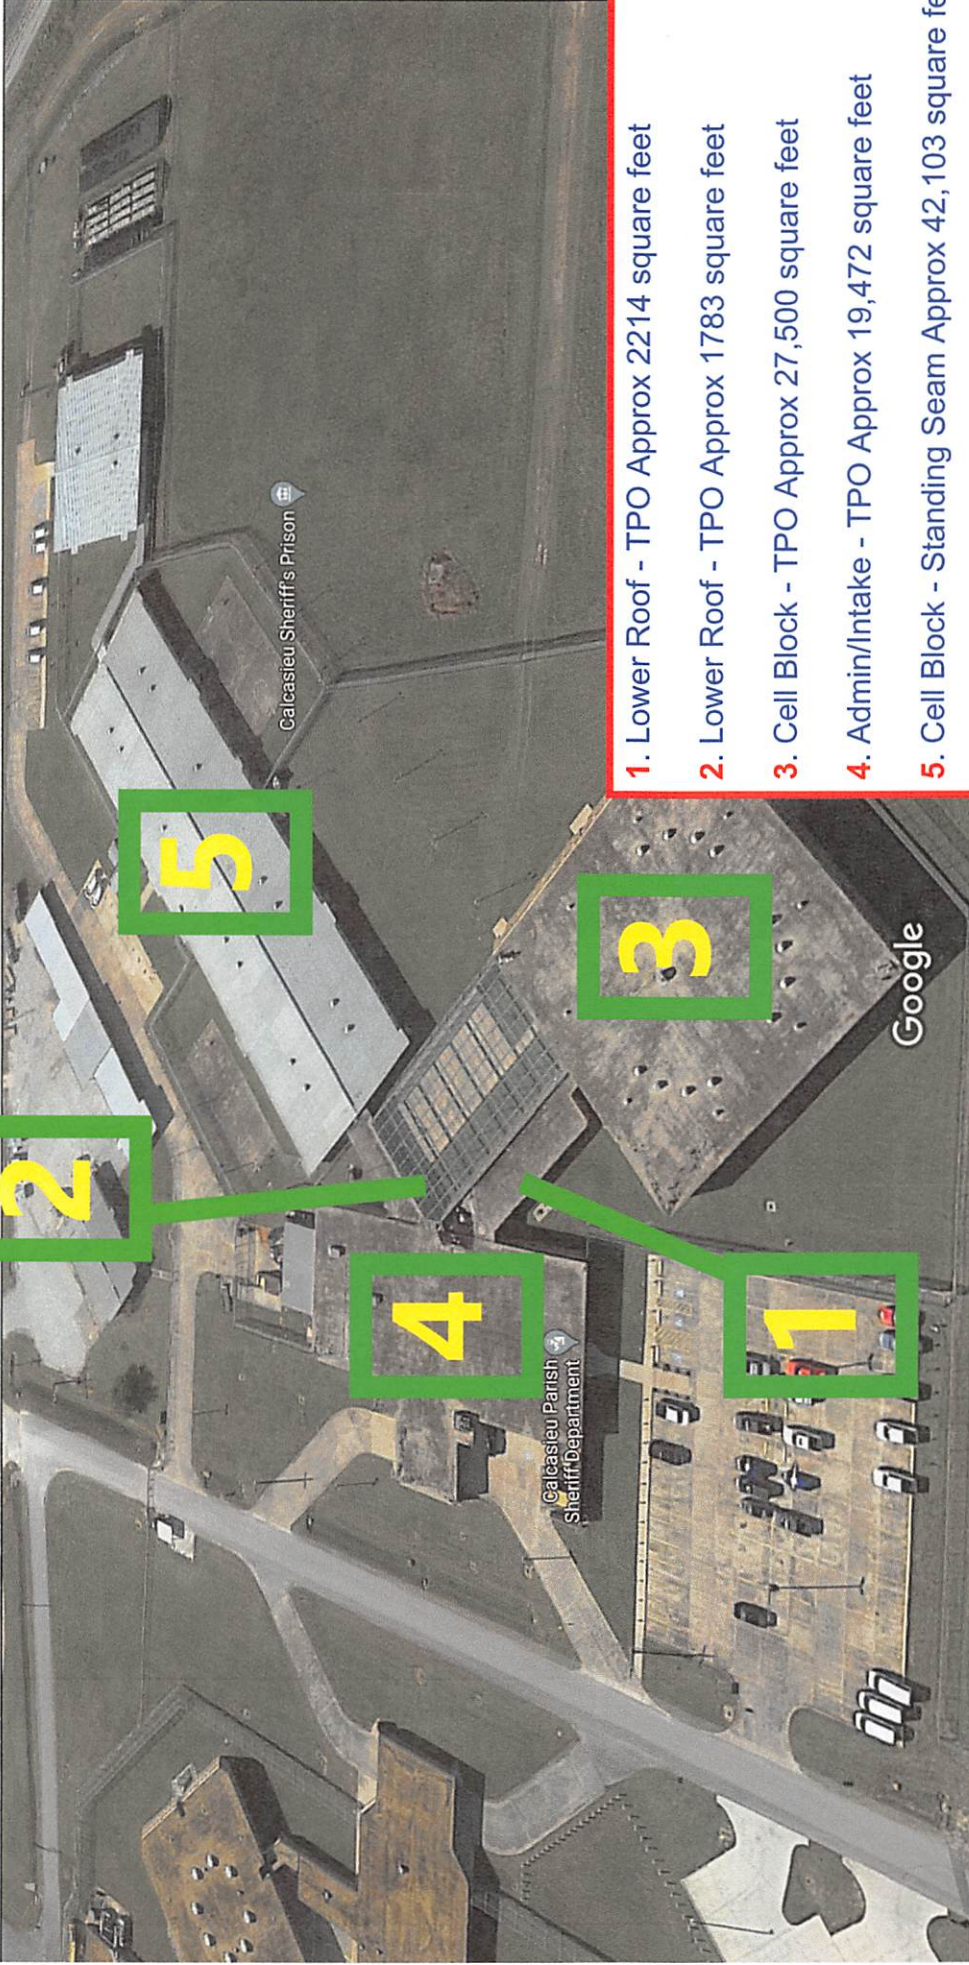 2
5
4
3
1
Calcasieu Sheriff's Prison
Calcasieu Parish
Sheriff Department
Google
1. Lower Roof - TPO Approx 2214 square feet
2. Lower Roof - TPO Approx 1783 square feet
3. Cell Block - TPO Approx 27,500 square feet
4. Admin/Intake - TPO Approx 19,472 square feet
5. Cell Block - Standing Seam Approx 42,103 square fe